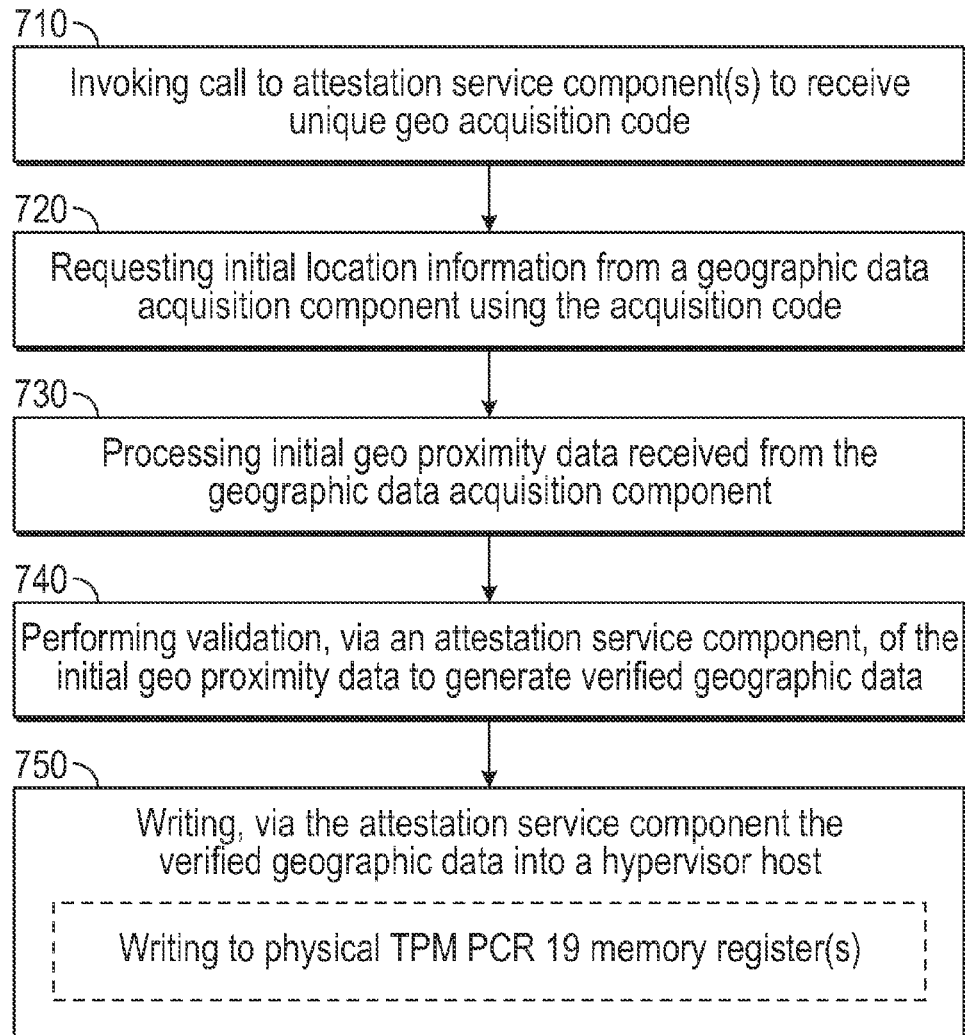 710
Invoking call to attestation service component(s) to receive
unique geo acquisition code
720
Requesting initial location information from a geographic data
acquisition component using the acquisition code
730
Processing initial geo proximity data received from the
geographic data acquisition component
740
Performing validation, via an attestation service component, of the
initial geo proximity data to generate verified geographic data
750
Writing, via the attestation service component the
verified geographic data into a hypervisor host
Writing to physical TPM PCR 19 memory register(s)